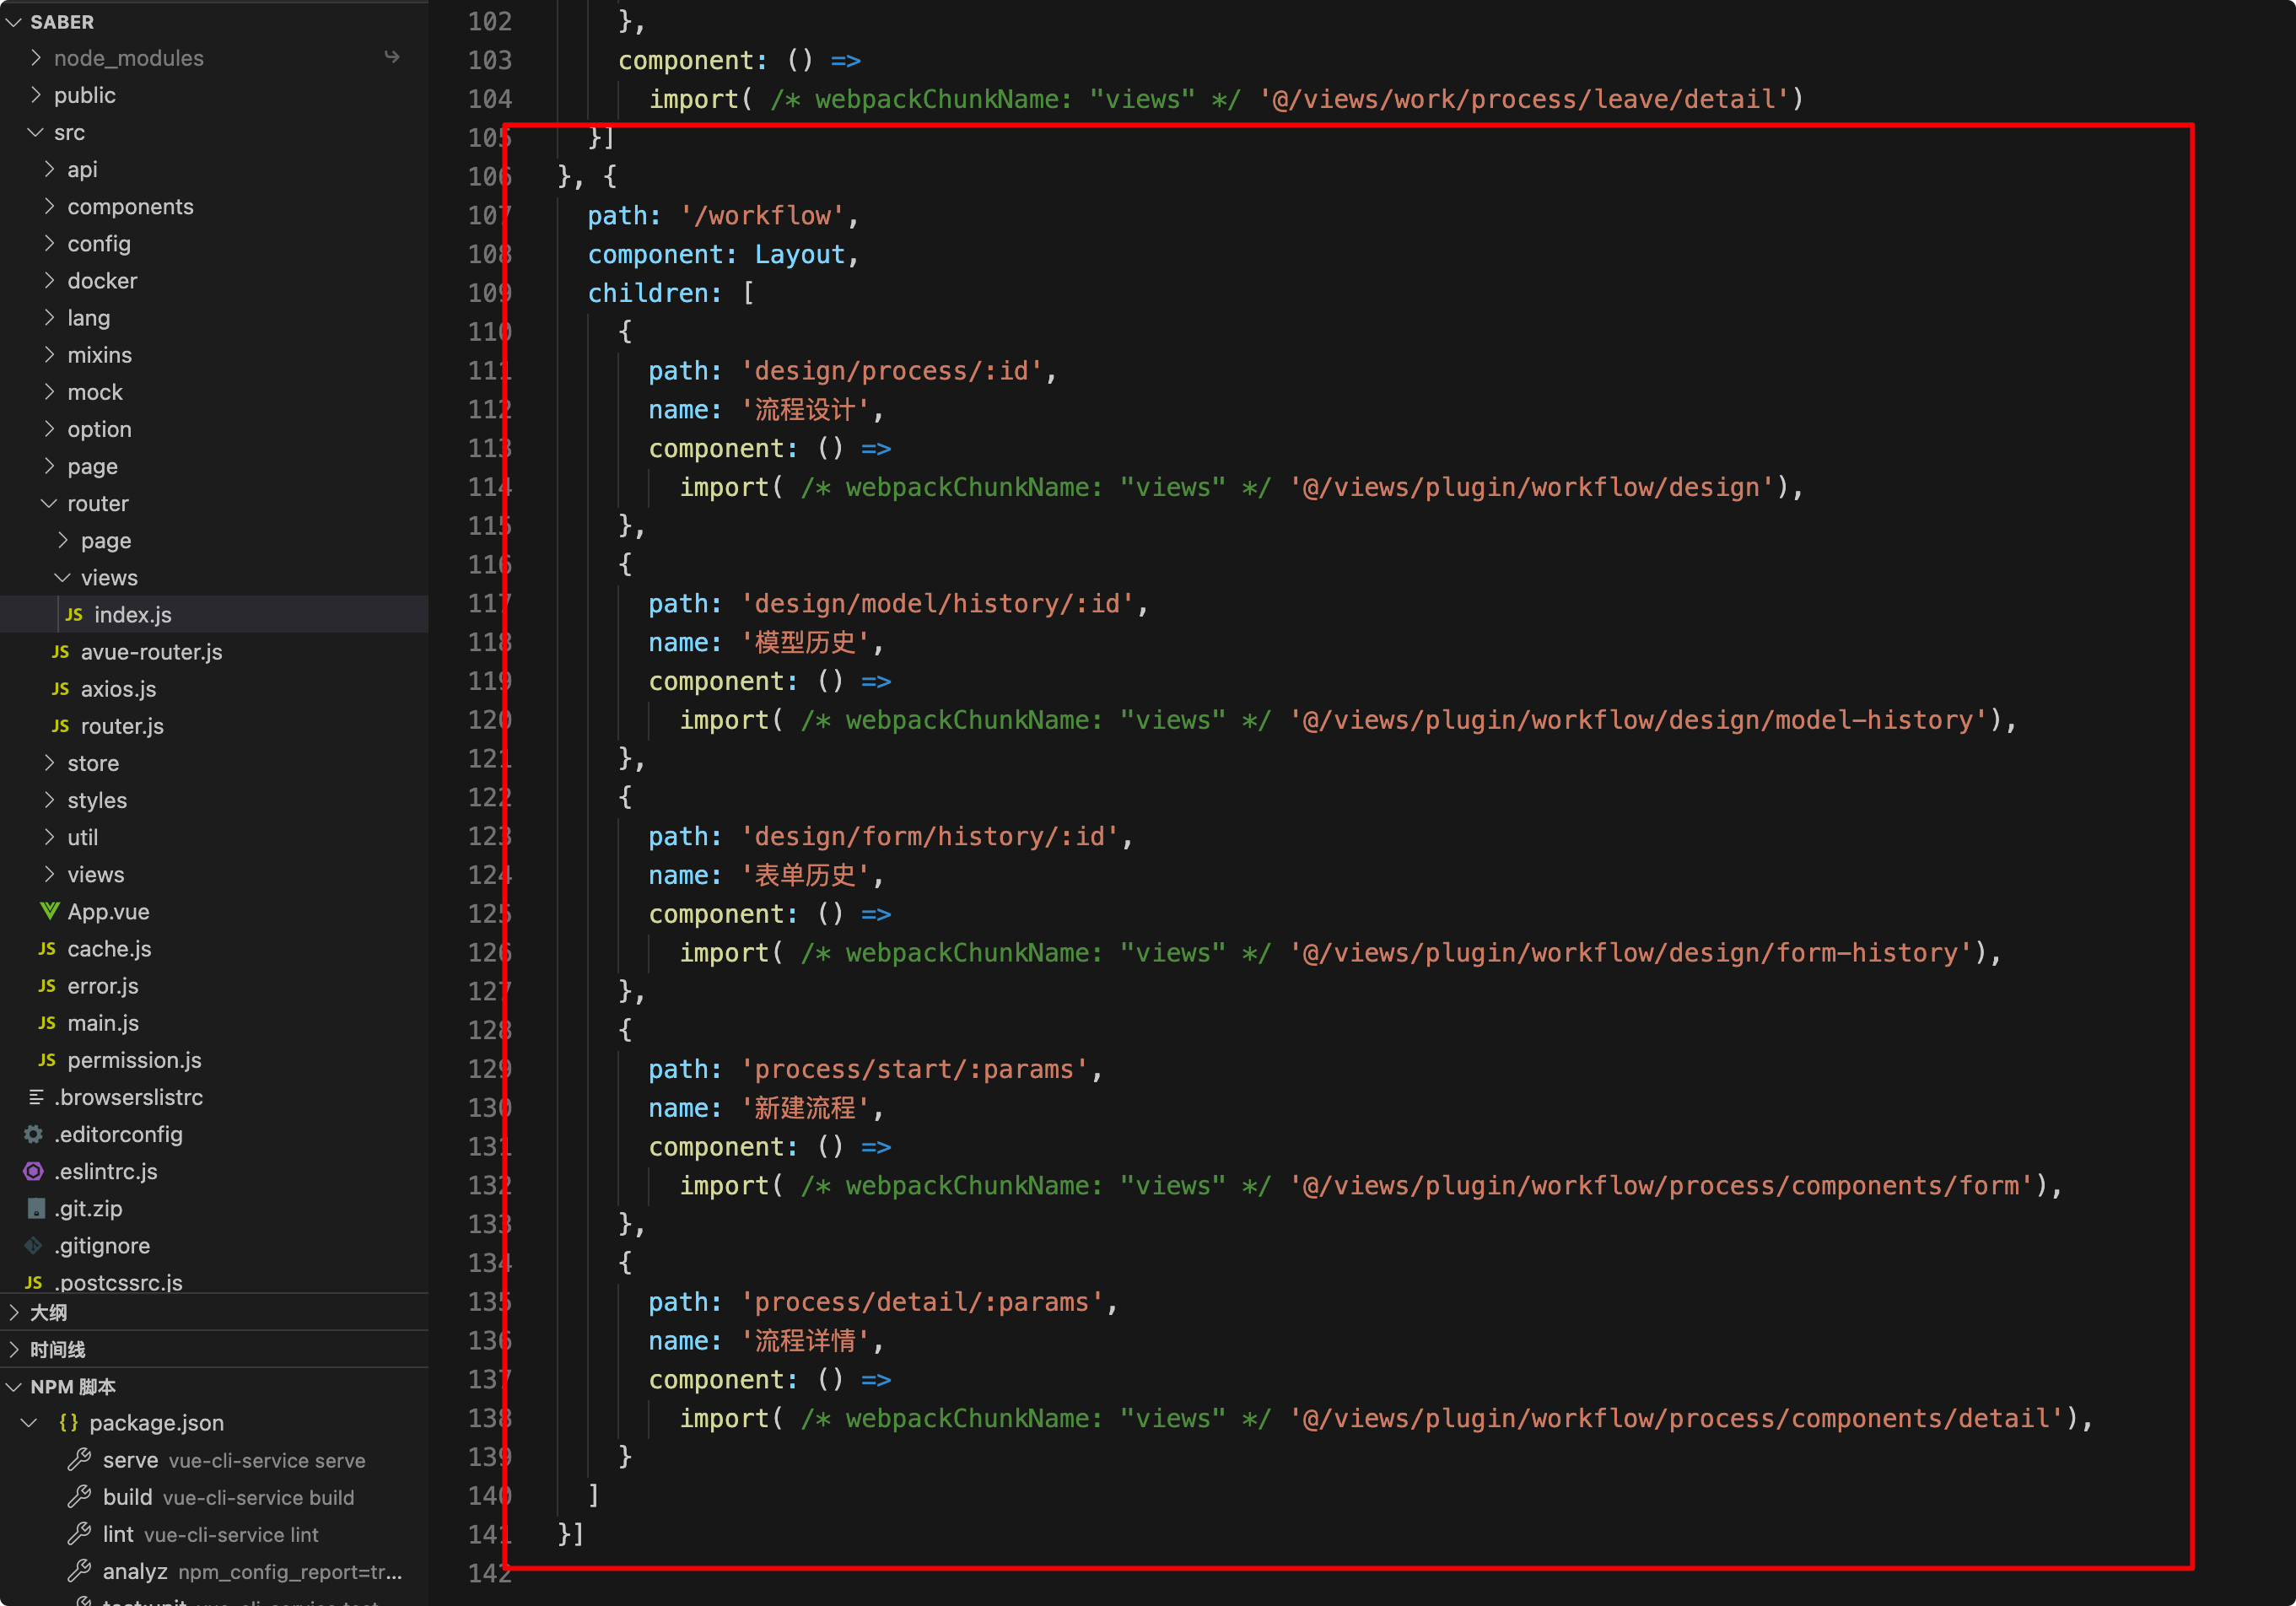 SABER
node_modules
public
src
api
components
config
docker
lang
mixins
mock
option
page
router
page
views
JS index.js
JS avue-router.js
JS axios.js
JS router.js
store
styles
util
views
App.vue
JS cache.js
JS error.js
JS main.js
JS permission.js
.browserslistrc
.editorconfig
.eslintrc.js
.git.zip
.gitignore
JS .postcssrc.js
大纲
时间线
NPM 脚本
{} package.json
serve vue-cli-service serve
build vue-cli-service build
lint vue-cli-service lint
analyz npm_config_report=tr...
102 },
103 component: () =>
104 import( /* webpackChunkName: "views" */ '@/views/work/process/leave/detail')
105 }]
106 }, {
107 path: '/workflow',
108 component: Layout,
109 children: [
110 {
111 path: 'design/process/:id',
112 name: '流程设计',
113 component: () =>
114 import( /* webpackChunkName: "views" */ '@/views/plugin/workflow/design'),
115 },
116 {
117 path: 'design/model/history/:id',
118 name: '模型历史',
119 component: () =>
120 import( /* webpackChunkName: "views" */ '@/views/plugin/workflow/design/model-history'),
121 },
122 {
123 path: 'design/form/history/:id',
124 name: '表单历史',
125 component: () =>
126 import( /* webpackChunkName: "views" */ '@/views/plugin/workflow/design/form-history'),
127 },
128 {
129 path: 'process/start/:params',
130 name: '新建流程',
131 component: () =>
132 import( /* webpackChunkName: "views" */ '@/views/plugin/workflow/process/components/form'),
133 },
134 {
135 path: 'process/detail/:params',
136 name: '流程详情',
137 component: () =>
138 import( /* webpackChunkName: "views" */ '@/views/plugin/workflow/process/components/detail'),
139 }
140 ]
141 }]
142